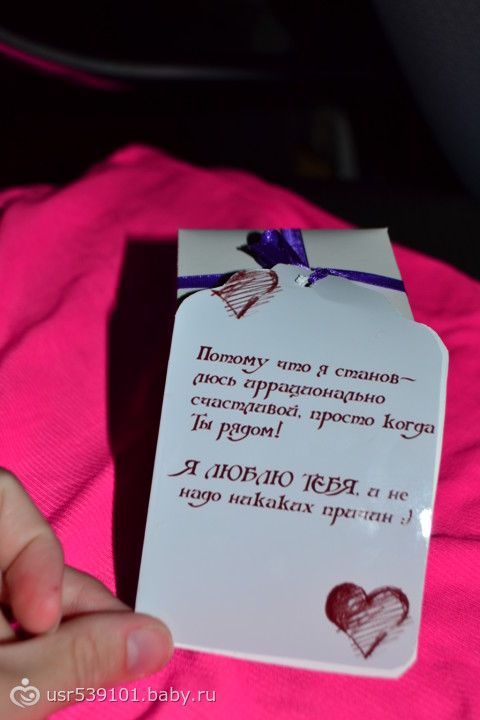 Потому что я станов-
люсь иррационально
счастливой, просто когда
Ты рядом!
Я ЛЮБЛЮ ТЕБЯ, и не
надо никаких причин :)
usr539101.baby.ru